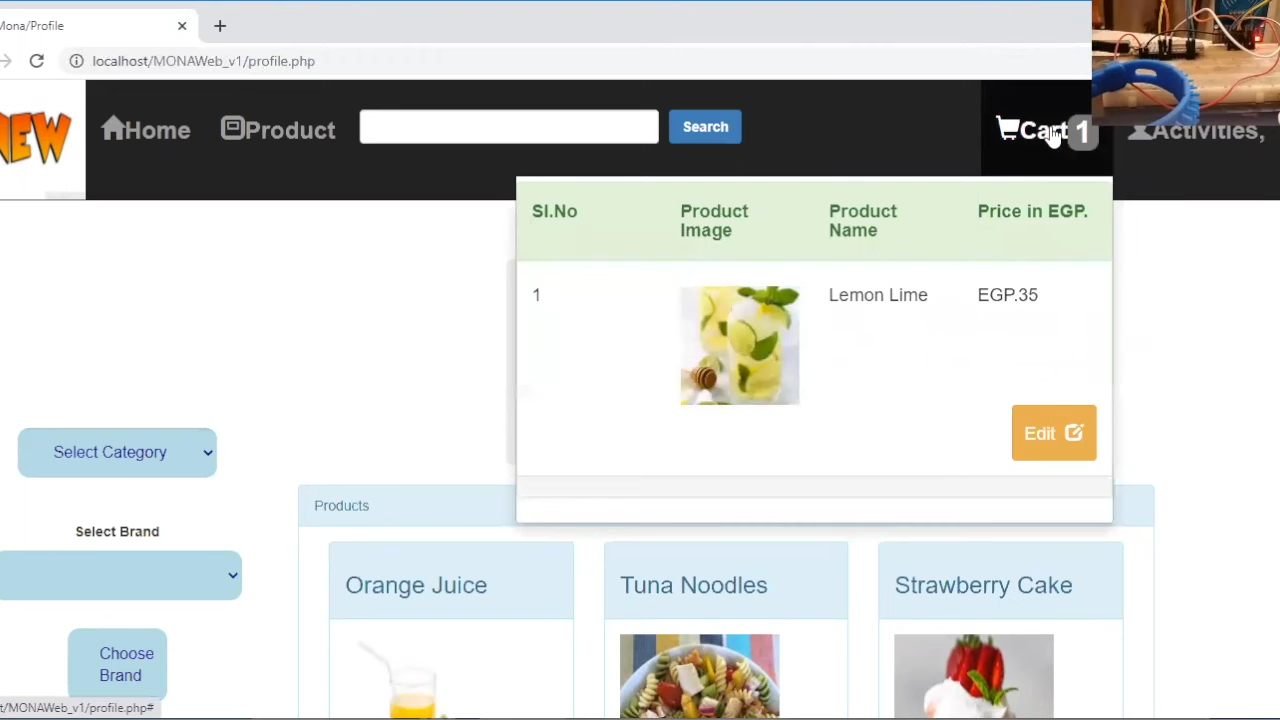 Mona/Profile
localhost/MONAWeb_v1/profile.php
NEW
Home
Product
Search
Cart 1
Activities,
Sl.No
Product
Image
Product
Name
Price in EGP.
1
Lemon Lime
EGP.35
Edit
Select Category
Select Brand
Choose
Brand
Products
Orange Juice
Tuna Noodles
Strawberry Cake
t/MONAWeb_v1/profile.php#